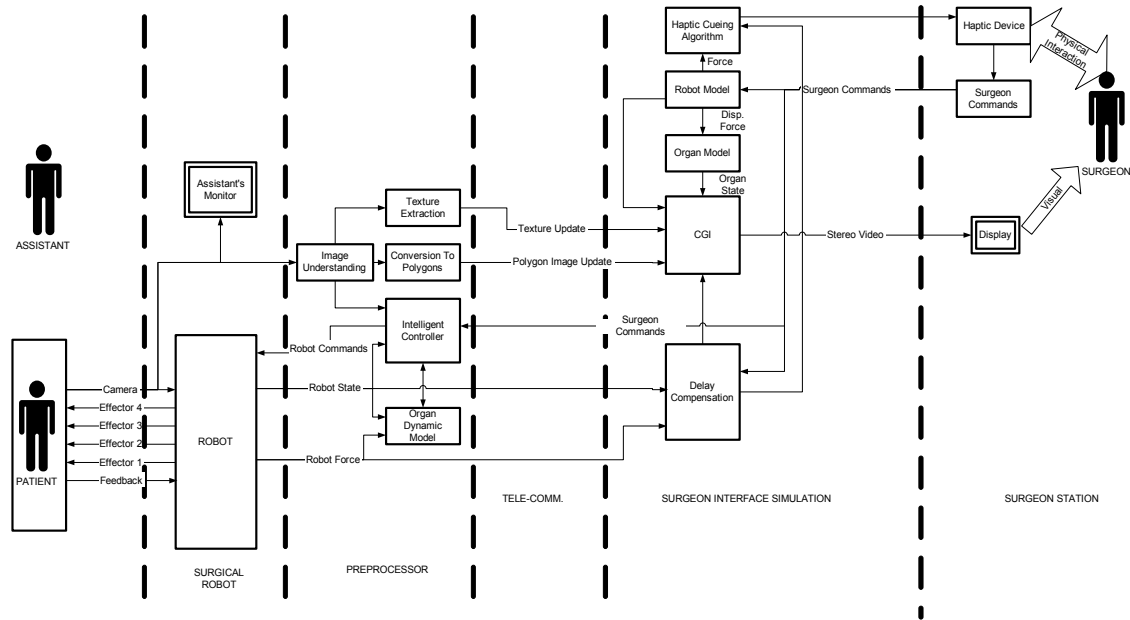 Haptic Cueing
Algorithm
Haptic Device
Physical
Interaction
Force
Robot Model
Surgeon Commands
Surgeon
Commands
Disp.
Force
Organ Model
SURGEON
Organ
State
Assistant's
Monitor
ASSISTANT
Texture
Extraction
Texture Update
CGI
Stereo Video
Display
Visual
Image
Understanding
Conversion To
Polygons
Polygon Image Update
Intelligent
Controller
Surgeon
Commands
Robot Commands
Camera
Robot State
Delay
Compensation
Effector 4
Effector 3
Effector 2
Effector 1
Feedback
ROBOT
Organ
Dynamic
Model
Robot Force
PATIENT
TELE-COMM.
SURGEON INTERFACE SIMULATION
SURGEON STATION
SURGICAL
ROBOT
PREPROCESSOR